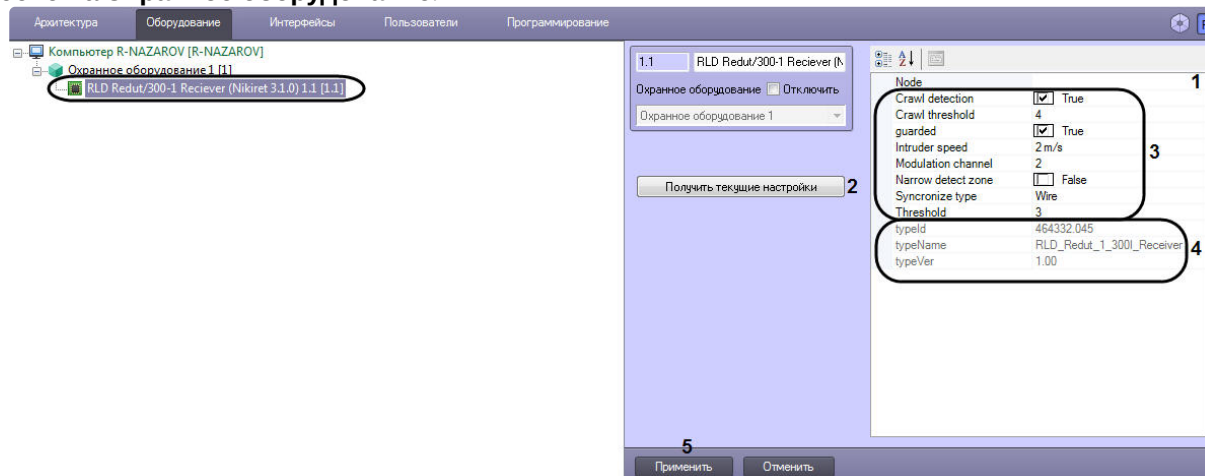 Архитектура Оборудование Интерфейсы Пользователи Программирование
Компьютер R-NAZAROV [R-NAZAROV]
Охранное оборудование 1 [1]
RLD Redut/300-1 Reciever (Nikiret 3.1.0) 1.1 [1.1]
1.1 RLD Redut/300-1 Reciever (N
Охранное оборудование Отключить
Охранное оборудование 1
Получить текущие настройки 2
Node 1
Crawl detection True
Crawl threshold 4
guarded True
Intruder speed 2 m/s
3
Modulation channel 2
Narrow detect zone False
Syncronize type Wire
Threshold 3
typeId 464332.045
typeName RLD_Redut_1_300I_Receiver 4
typeVer 1.00
5
Применить Отменить